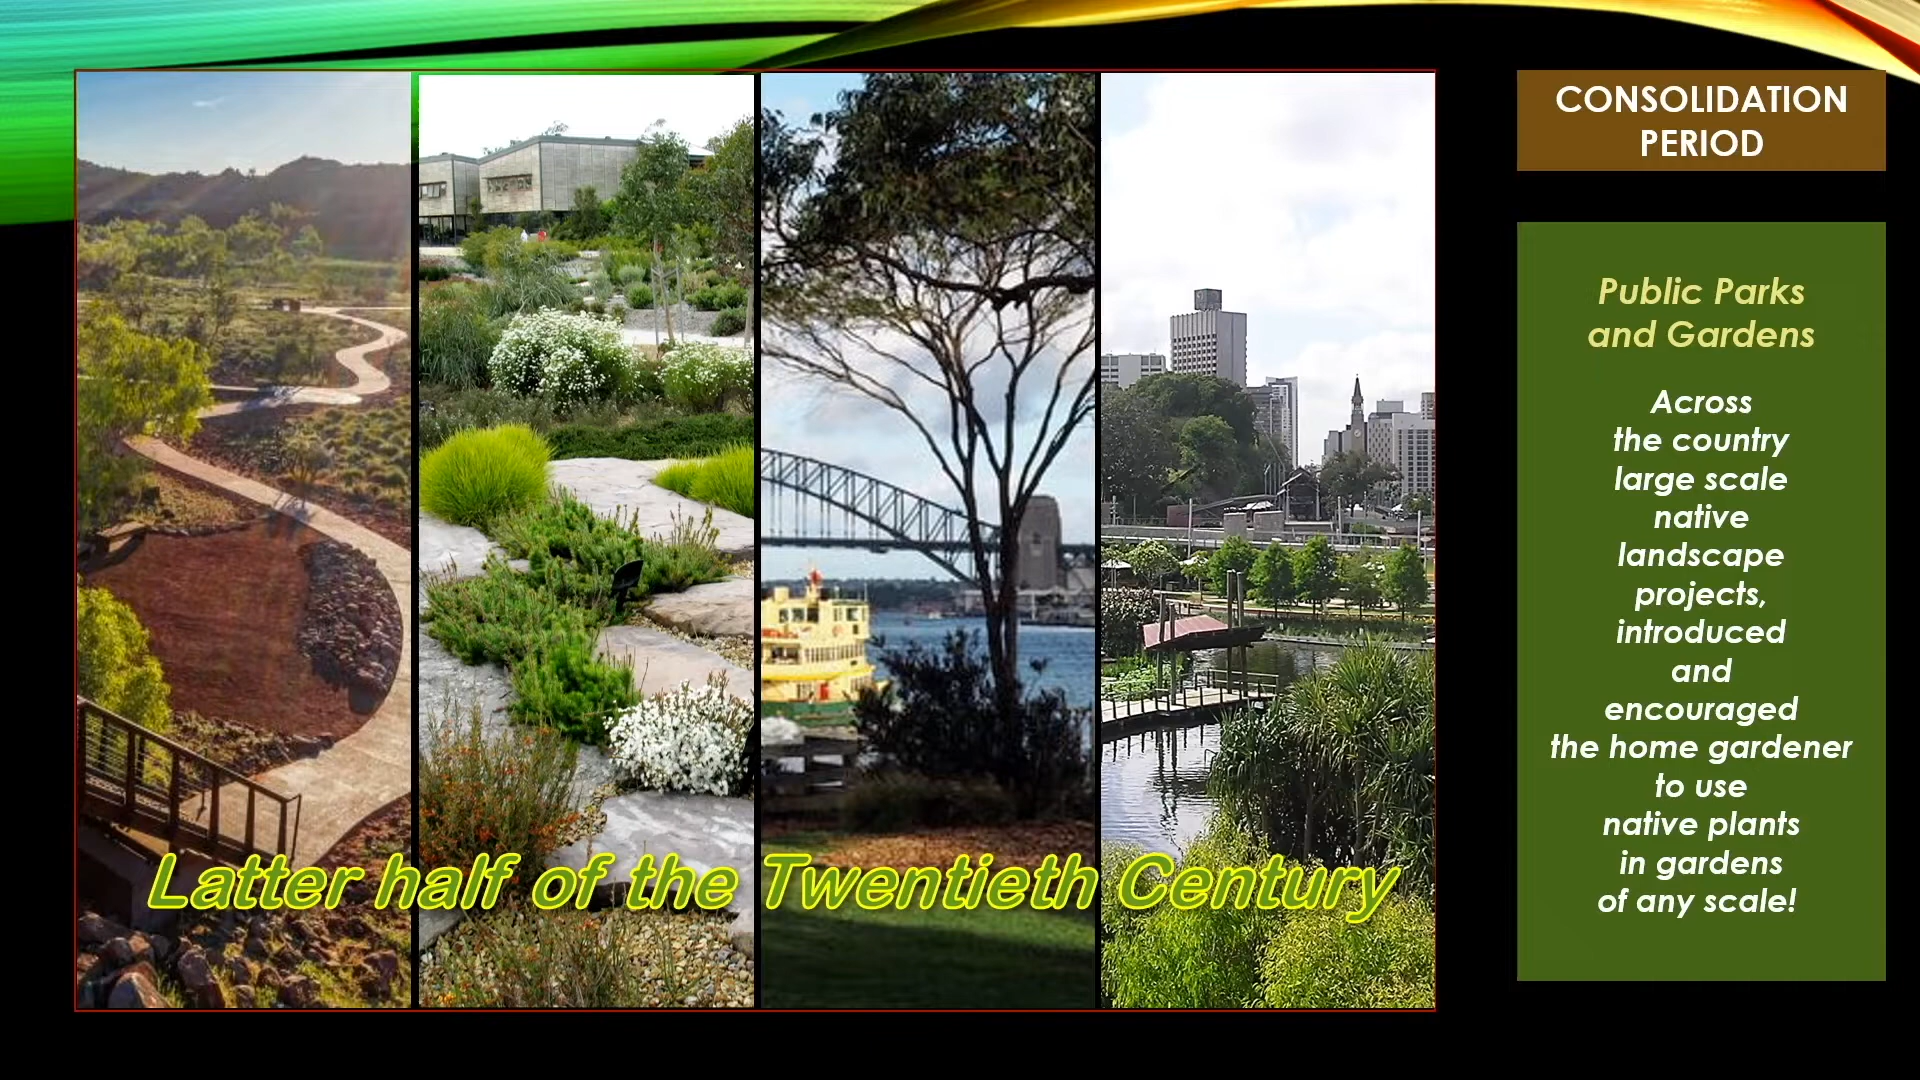 CONSOLIDATION
PERIOD
Public Parks
and Gardens
Across
the country
large scale
native
landscape
projects,
introduced
and
encouraged
the home gardener
to use
native plants
in gardens
of any scale!
Latter half of the Twentieth Century